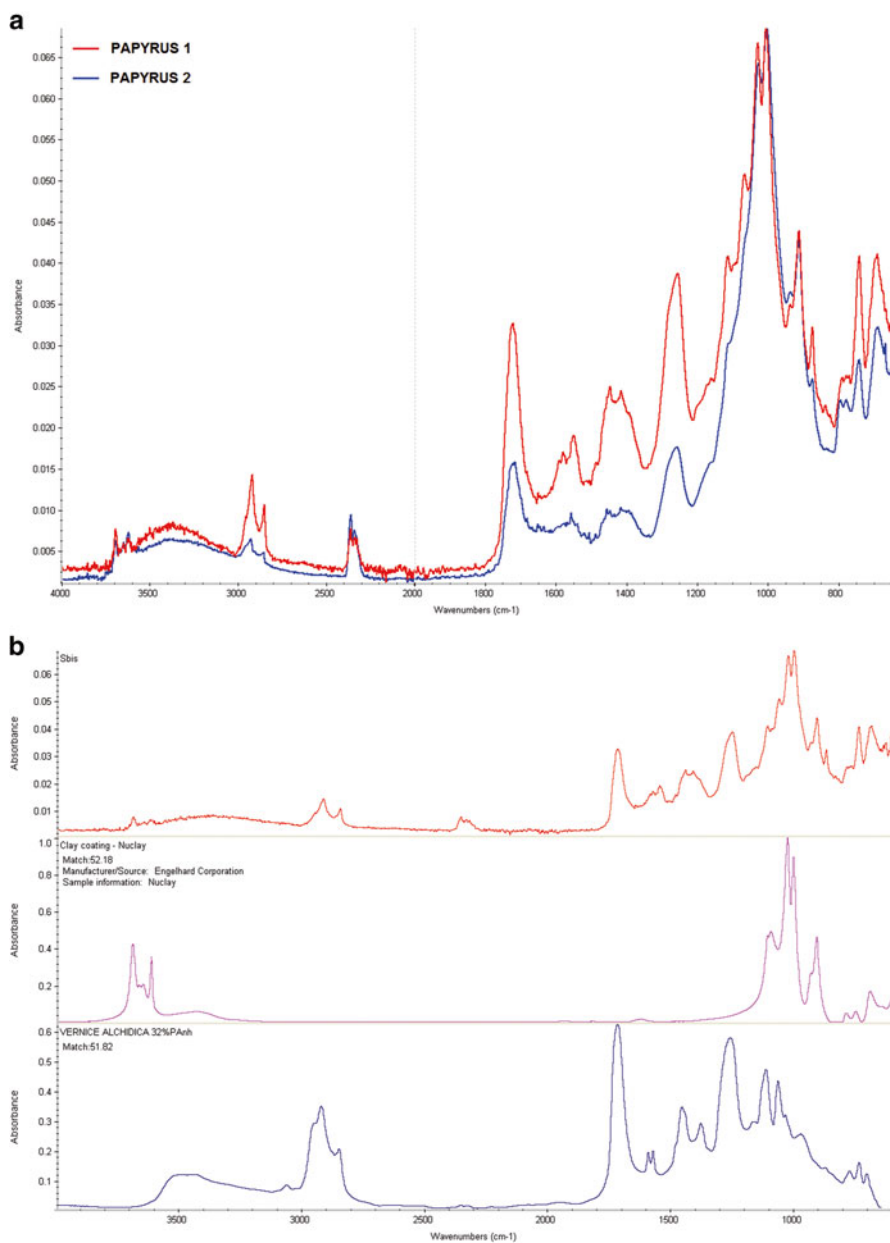 a
PAPYRUS 1
PAPYRUS 2
0.065
0.060
0.055
0.050
0.045
0.040
0.035
0.030
0.025
0.020
0.015
0.010
0.005
Absorbance
4000 3500 3000 2500 2000 1800 1600 1400 1200 1000 800
Wavenumbers (cm-1)
b
Sbis
0.06
0.05
0.04
0.03
0.02
0.01
Absorbance
Clay coating - Nuclay
Match:52.18
Manufacturer/Source: Engelhard Corporation
Sample information: Nuclay
1.0
0.8
0.6
0.4
0.2
Absorbance
VERNICE ALCHIDICA 32%PAnh
Match:51.82
0.6
0.5
0.4
0.3
0.2
0.1
Absorbance
3500 3000 2500 2000 1500 1000
Wavenumbers (cm-1)